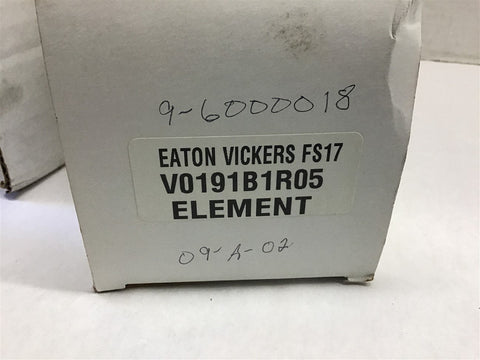 9-6000018
EATON VICKERS FS17
V0191B1R05
ELEMENT
09-A-02